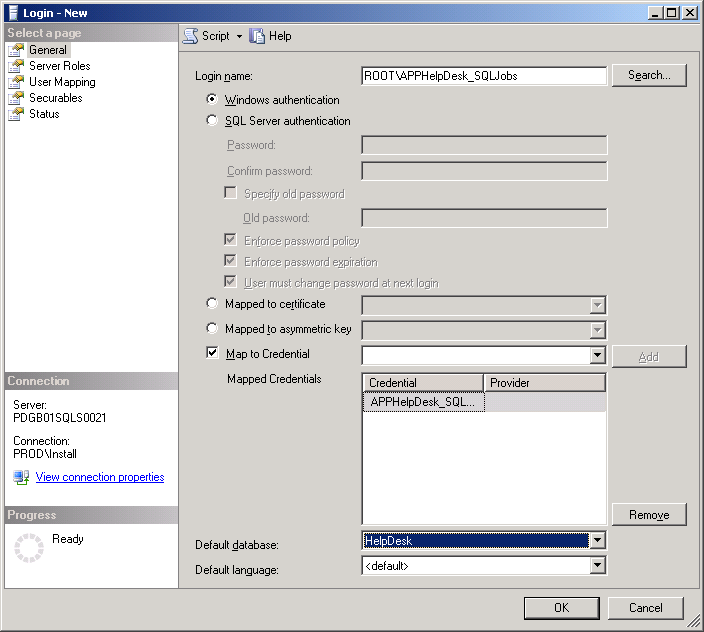 Login - New
Select a page
General
Server Roles
User Mapping
Securables
Status
Script Help
Login name: ROOT\APPHelpDesk_SQLJobs Search...
Windows authentication
SQL Server authentication
Password:
Confirm password:
Specify old password
Old password:
Enforce password policy
Enforce password expiration
User must change password at next login
Mapped to certificate
Mapped to asymmetric key
Map to Credential Add
Mapped Credentials Credential Provider
APPHelpDesk_SQL...
Remove
Default database: HelpDesk
Default language: <default>
Connection
Server:
PDGB01SQLS0021
Connection:
PROD\Install
View connection properties
Progress
Ready
OK Cancel